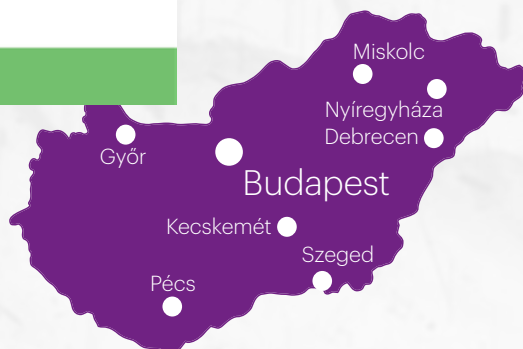 Miskolc
Nyíregyháza
Debrecen
Győr
Budapest
Kecskemét
Szeged
Pécs